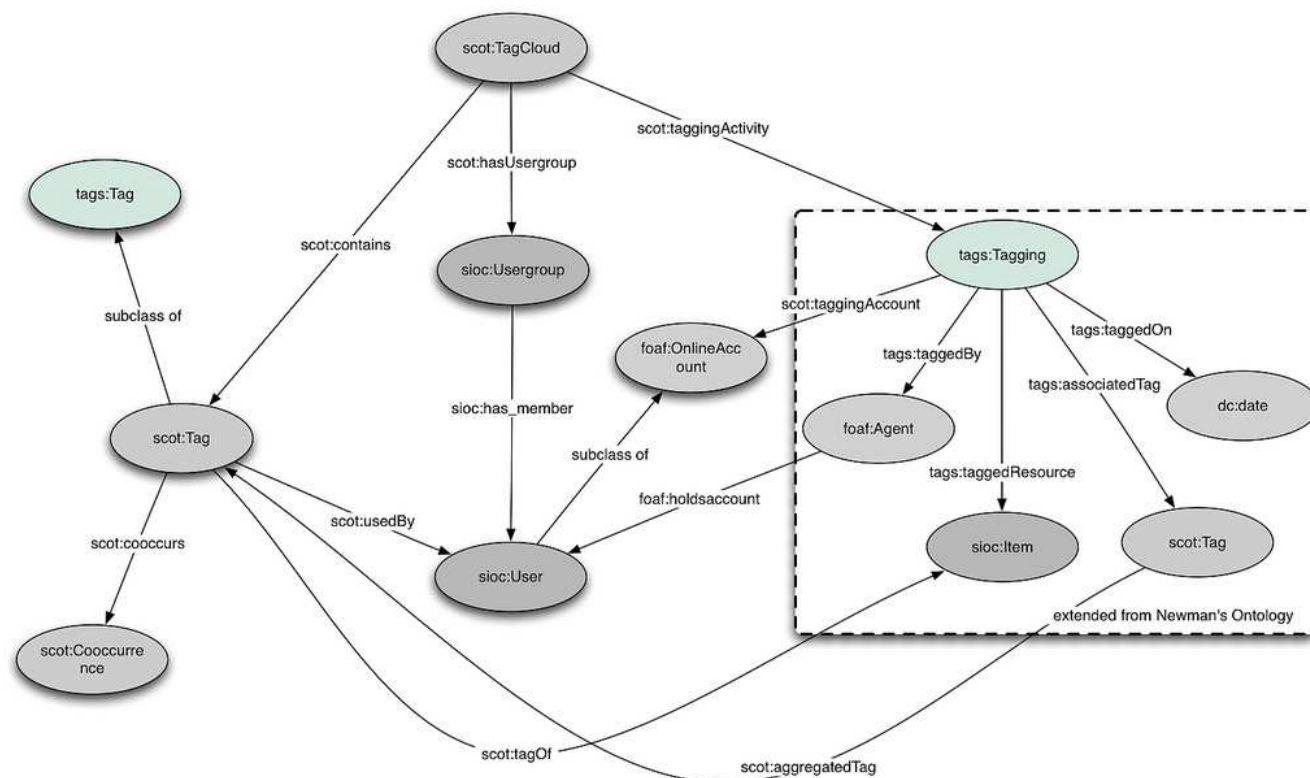 scot:TagCloud
scot:taggingActivity
scot:hasUsergroup
tags:Tag
scot:contains
tags:Tagging
sioc:Usergroup
scot:taggingAccount
subclass of
tags:taggedOn
foaf:OnlineAcc
ount
tags:taggedBy
tags:associatedTag
dc:date
sioc:has_member
foaf:Agent
scot:Tag
subclass of
tags:taggedResource
foaf:holdsaccount
scot:usedBy
scot:cooccurs
sioc:Item
scot:Tag
sioc:User
extended from Newman's Ontology
scot:Cooccurre
nce
scot:tagOf
scot:aggregatedTag